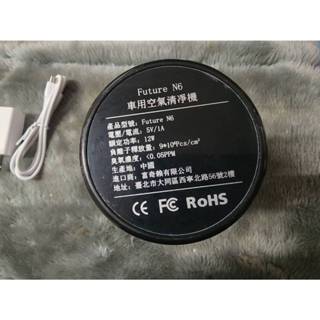 Future N6
車用空氣清淨機
產品型號: Future N6
電壓/電流: 5V/1A
額定功率: 12W
負離子釋放量: 9*10⁶Pcs/cm³
臭氧濃度: <0.05PPM
生產地: 中國
進口商: 富奇錸有限公司
地址: 臺北市大同區西寧北路56號2樓
CE FC RoHS